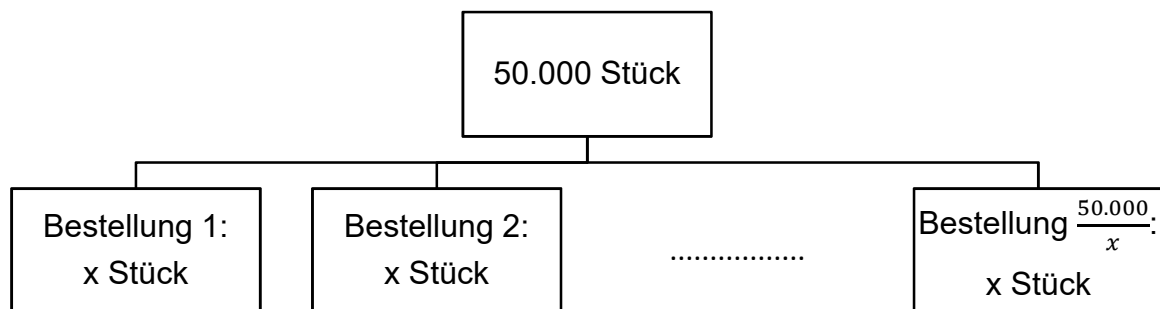 50.000 Stück
Bestellung 1:
x Stück
Bestellung 2:
x Stück
.................
Bestellung 50.000/x:
x Stück